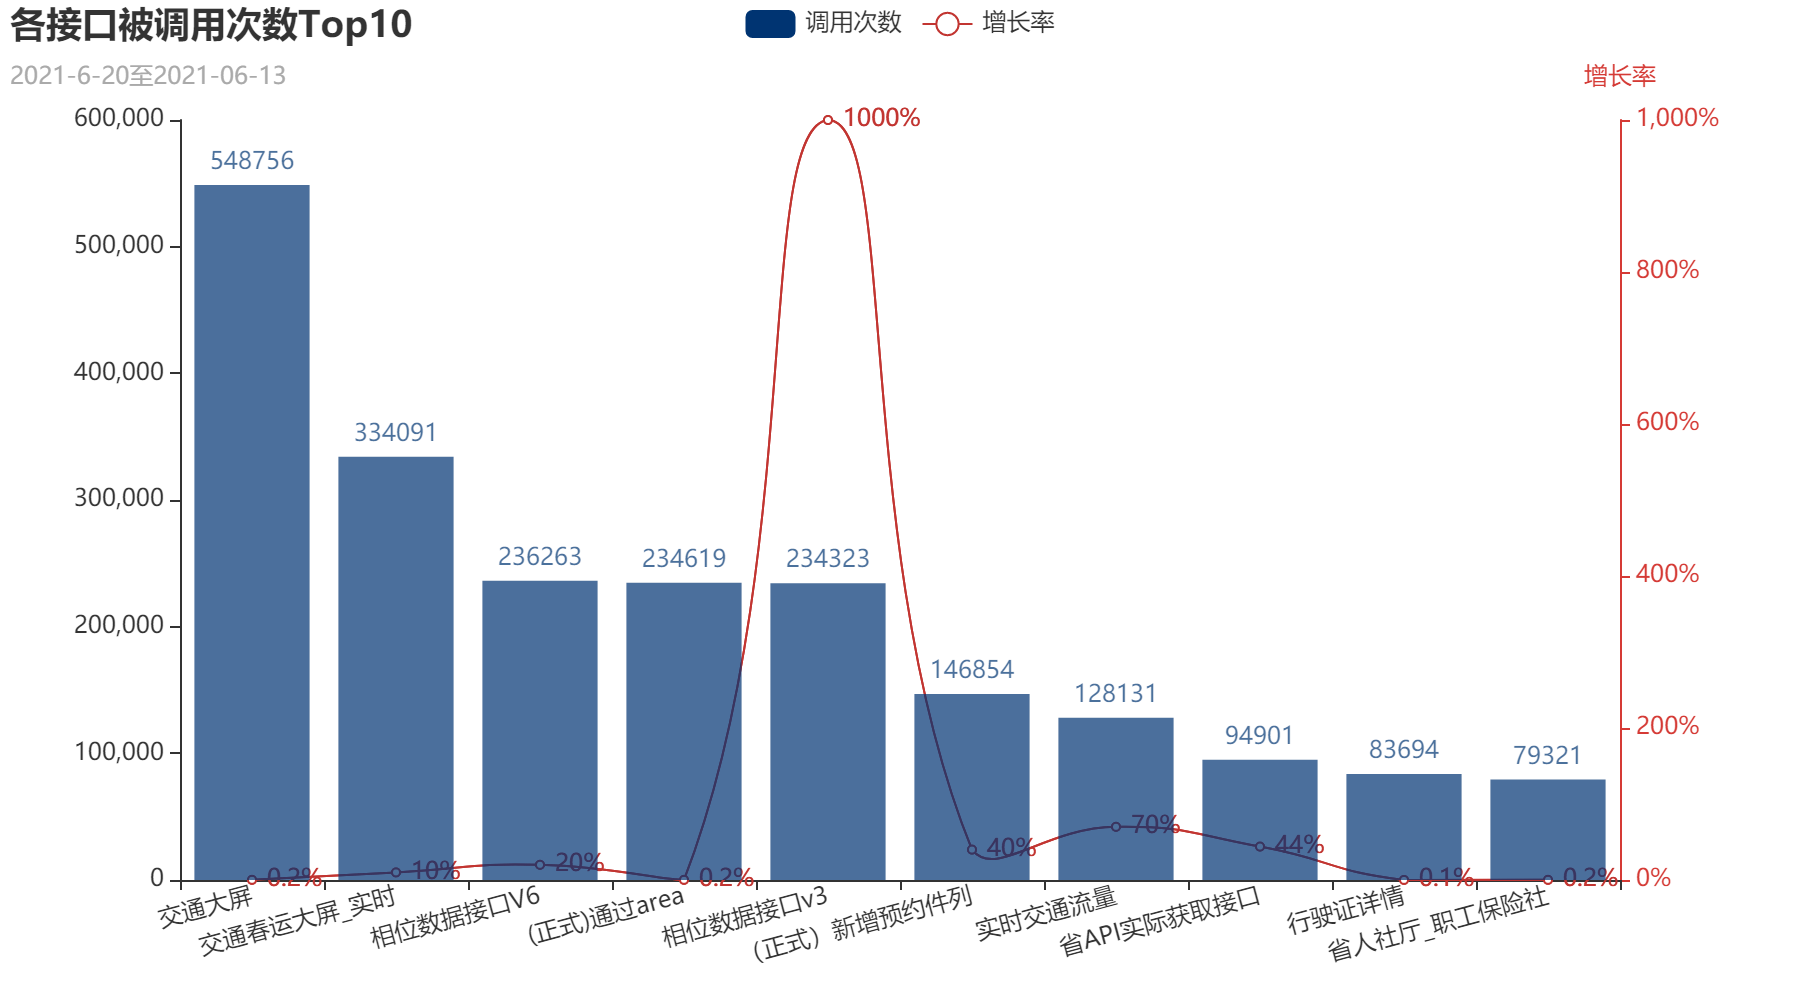 各接口被调用次数Top10
调用次数
增长率
2021-6-20至2021-06-13
增长率
600,000
500,000
400,000
300,000
200,000
100,000
0
1,000%
800%
600%
400%
200%
0%
548756
334091
236263
234619
234323
146854
128131
94901
83694
79321
0.2%
10%
20%
0.2%
1000%
40%
70%
44%
0.1%
0.2%
交通大屏
交通春运大屏_实时
相位数据接口V6
(正式)通过area
相位数据接口v3
（正式）新增预约件列
实时交通流量
省API实际获取接口
行驶证详情
省人社厅_职工保险社